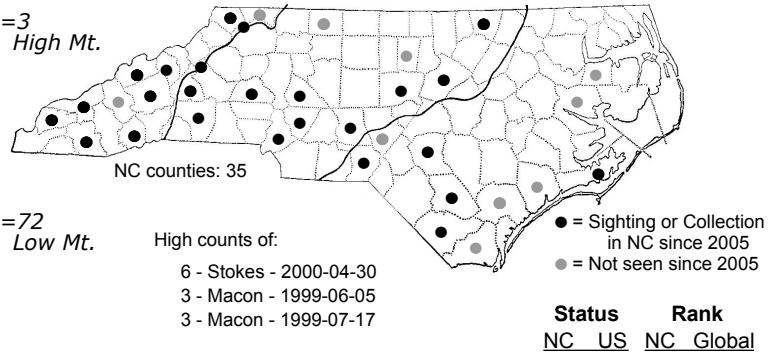 =3
High Mt.
NC counties: 35
=72
Low Mt.
High counts of:
6 - Stokes - 2000-04-30
3 - Macon - 1999-06-05
3 - Macon - 1999-07-17
= Sighting or Collection
in NC since 2005
= Not seen since 2005
Status Rank
NC US NC Global